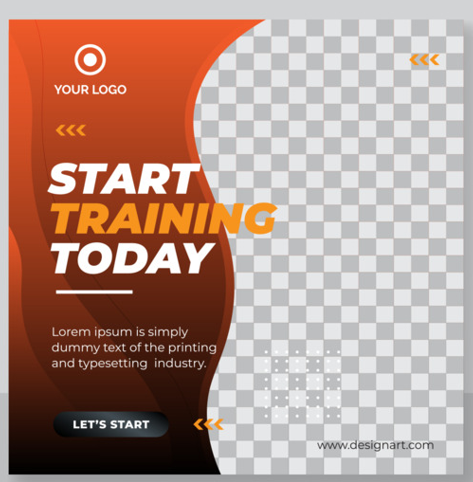 YOUR LOGO
START
TRAINING
TODAY
Lorem ipsum is simply
dummy text of the printing
and typesetting industry.
LET'S START
www.designart.com